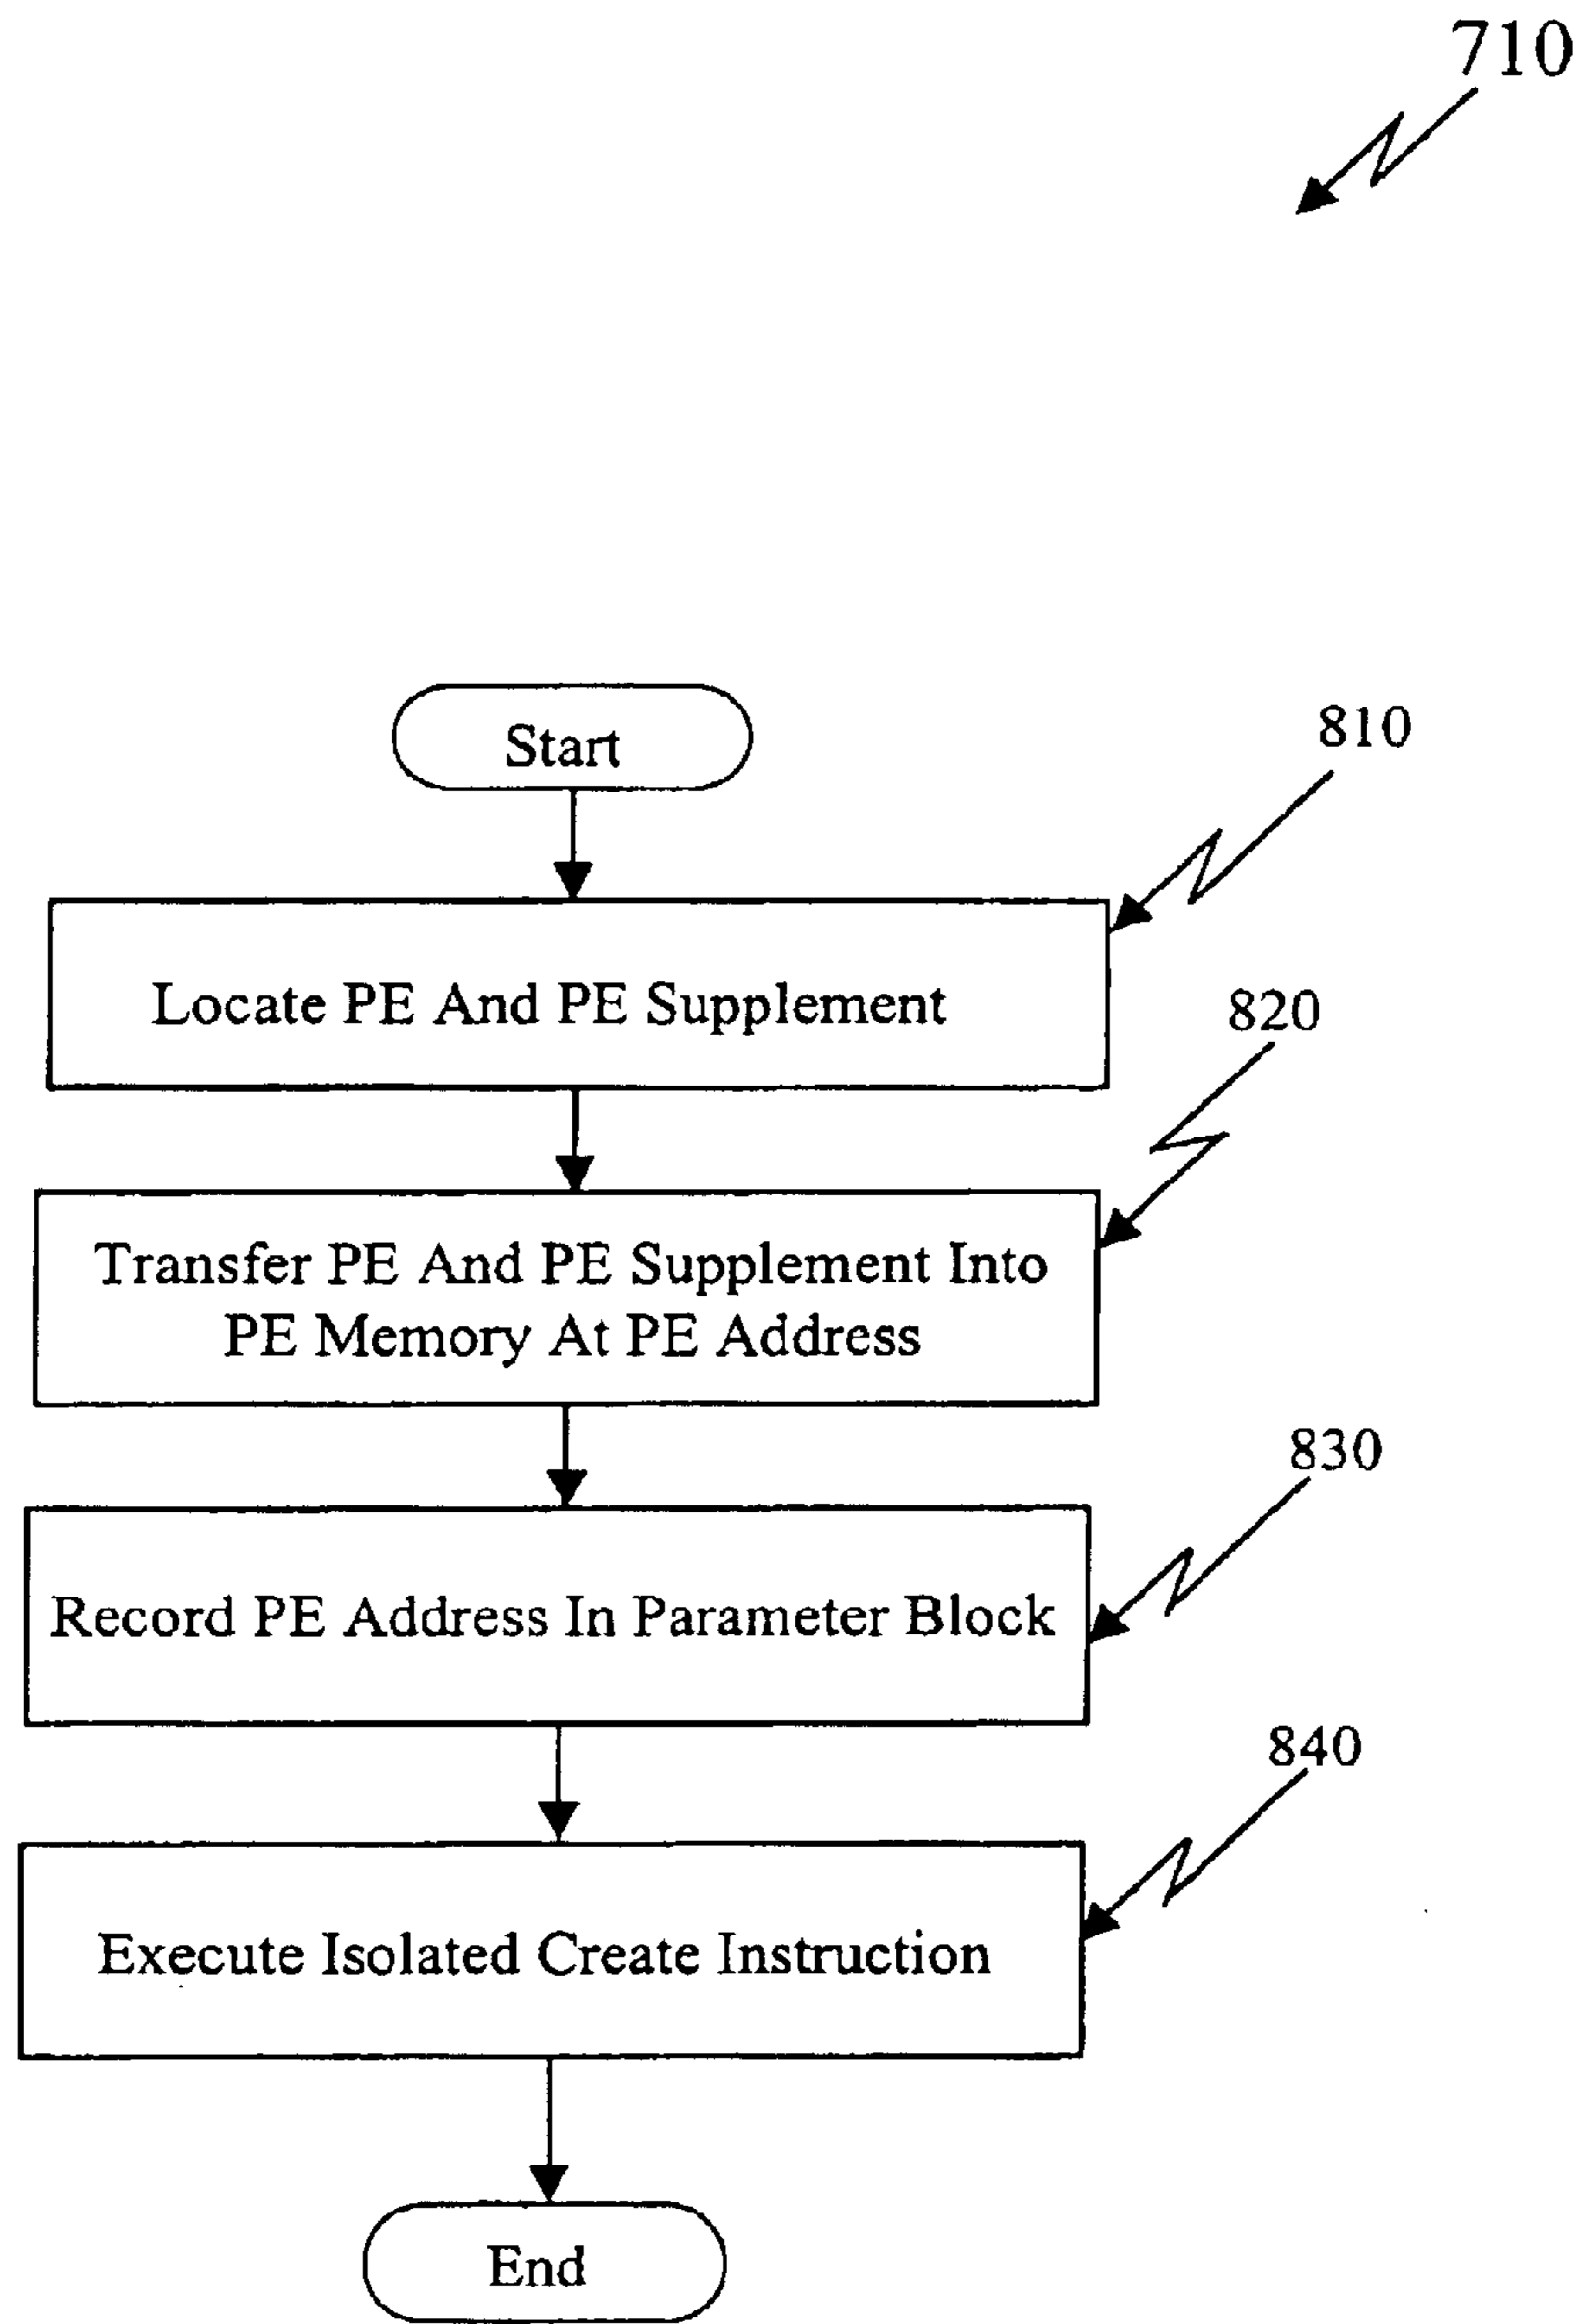 710
Start
810
Locate PE And PE Supplement
820
Transfer PE And PE Supplement Into
PE Memory At PE Address
830
Record PE Address In Parameter Block
840
Execute Isolated Create Instruction
End